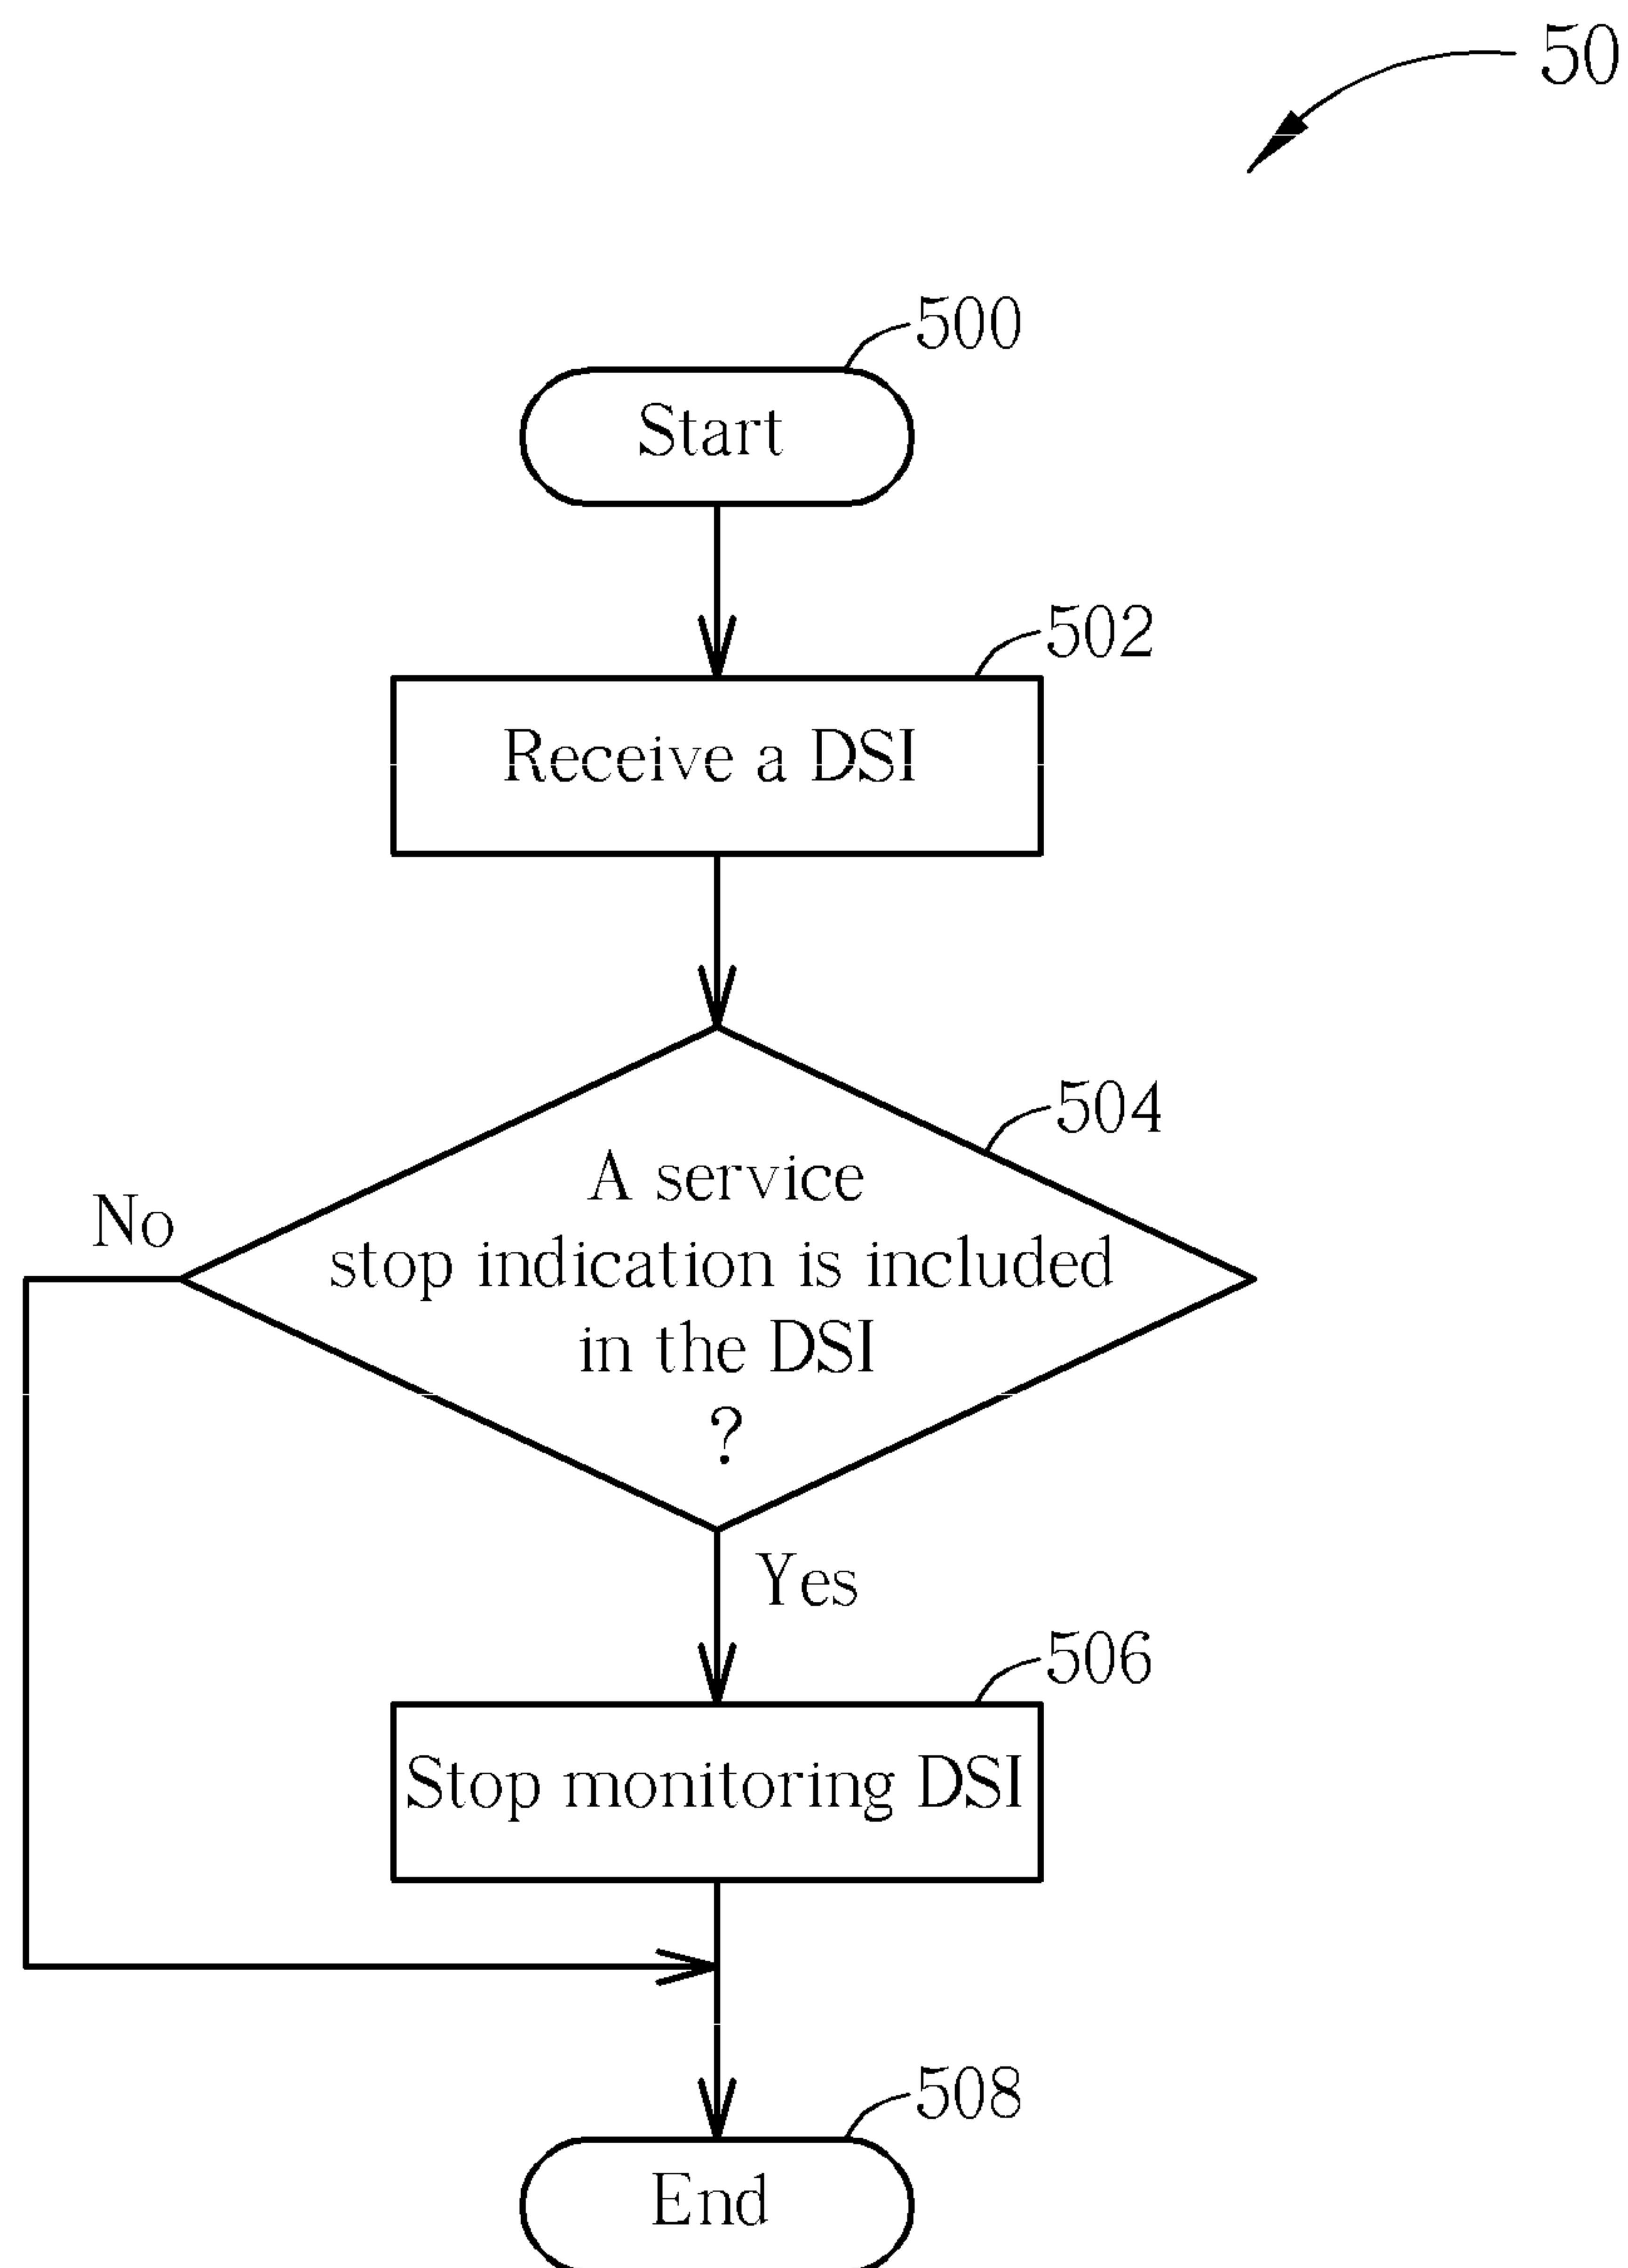 50
500
Start
502
Receive a DSI
504
A service
stop indication is included
in the DSI
?
No
Yes
506
Stop monitoring DSI
508
End